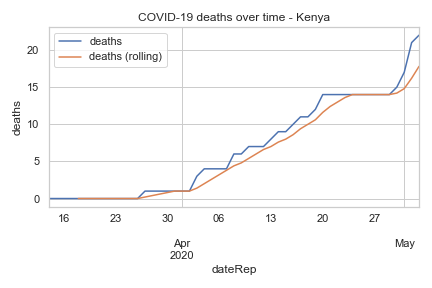 COVID-19 deaths over time - Kenya
deaths
deaths (rolling)
deaths
20
15
10
5
0
16 23 30 06 13 20 27
Apr May
2020
dateRep